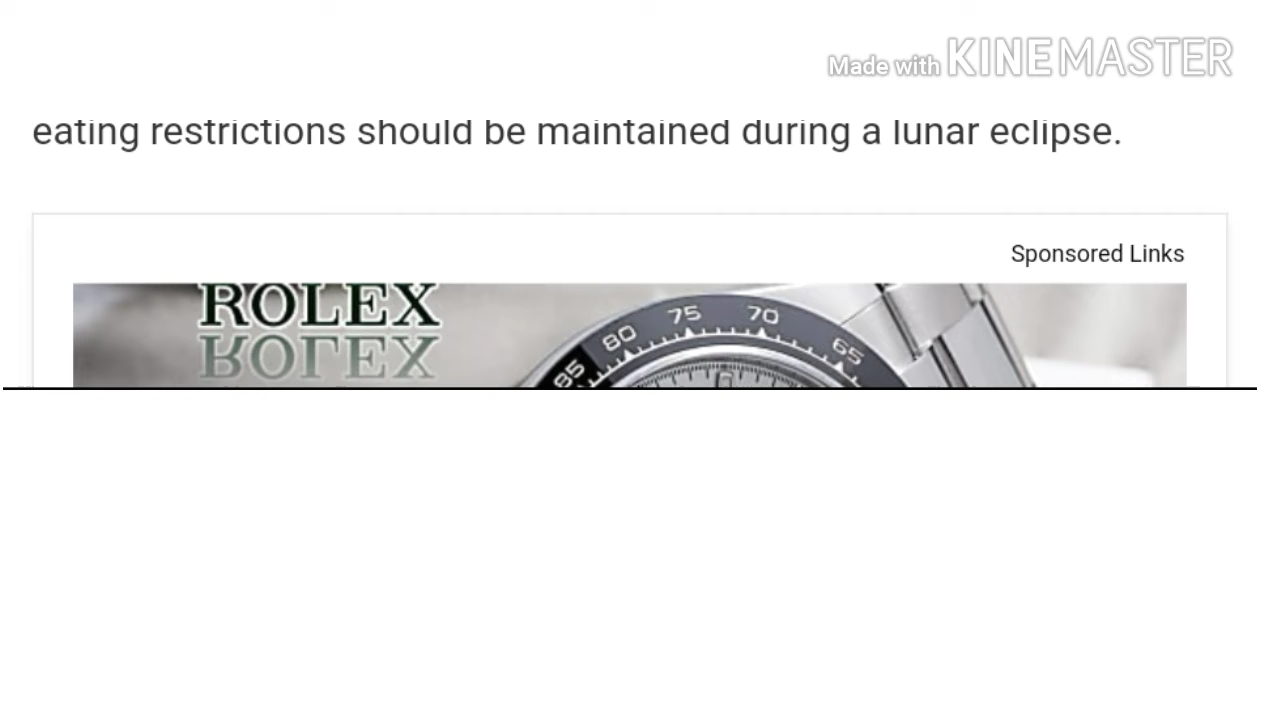 Made with KINEMASTER
eating restrictions should be maintained during a lunar eclipse.
Sponsored Links
ROLEX
ROLEX
85 80 75 70 65